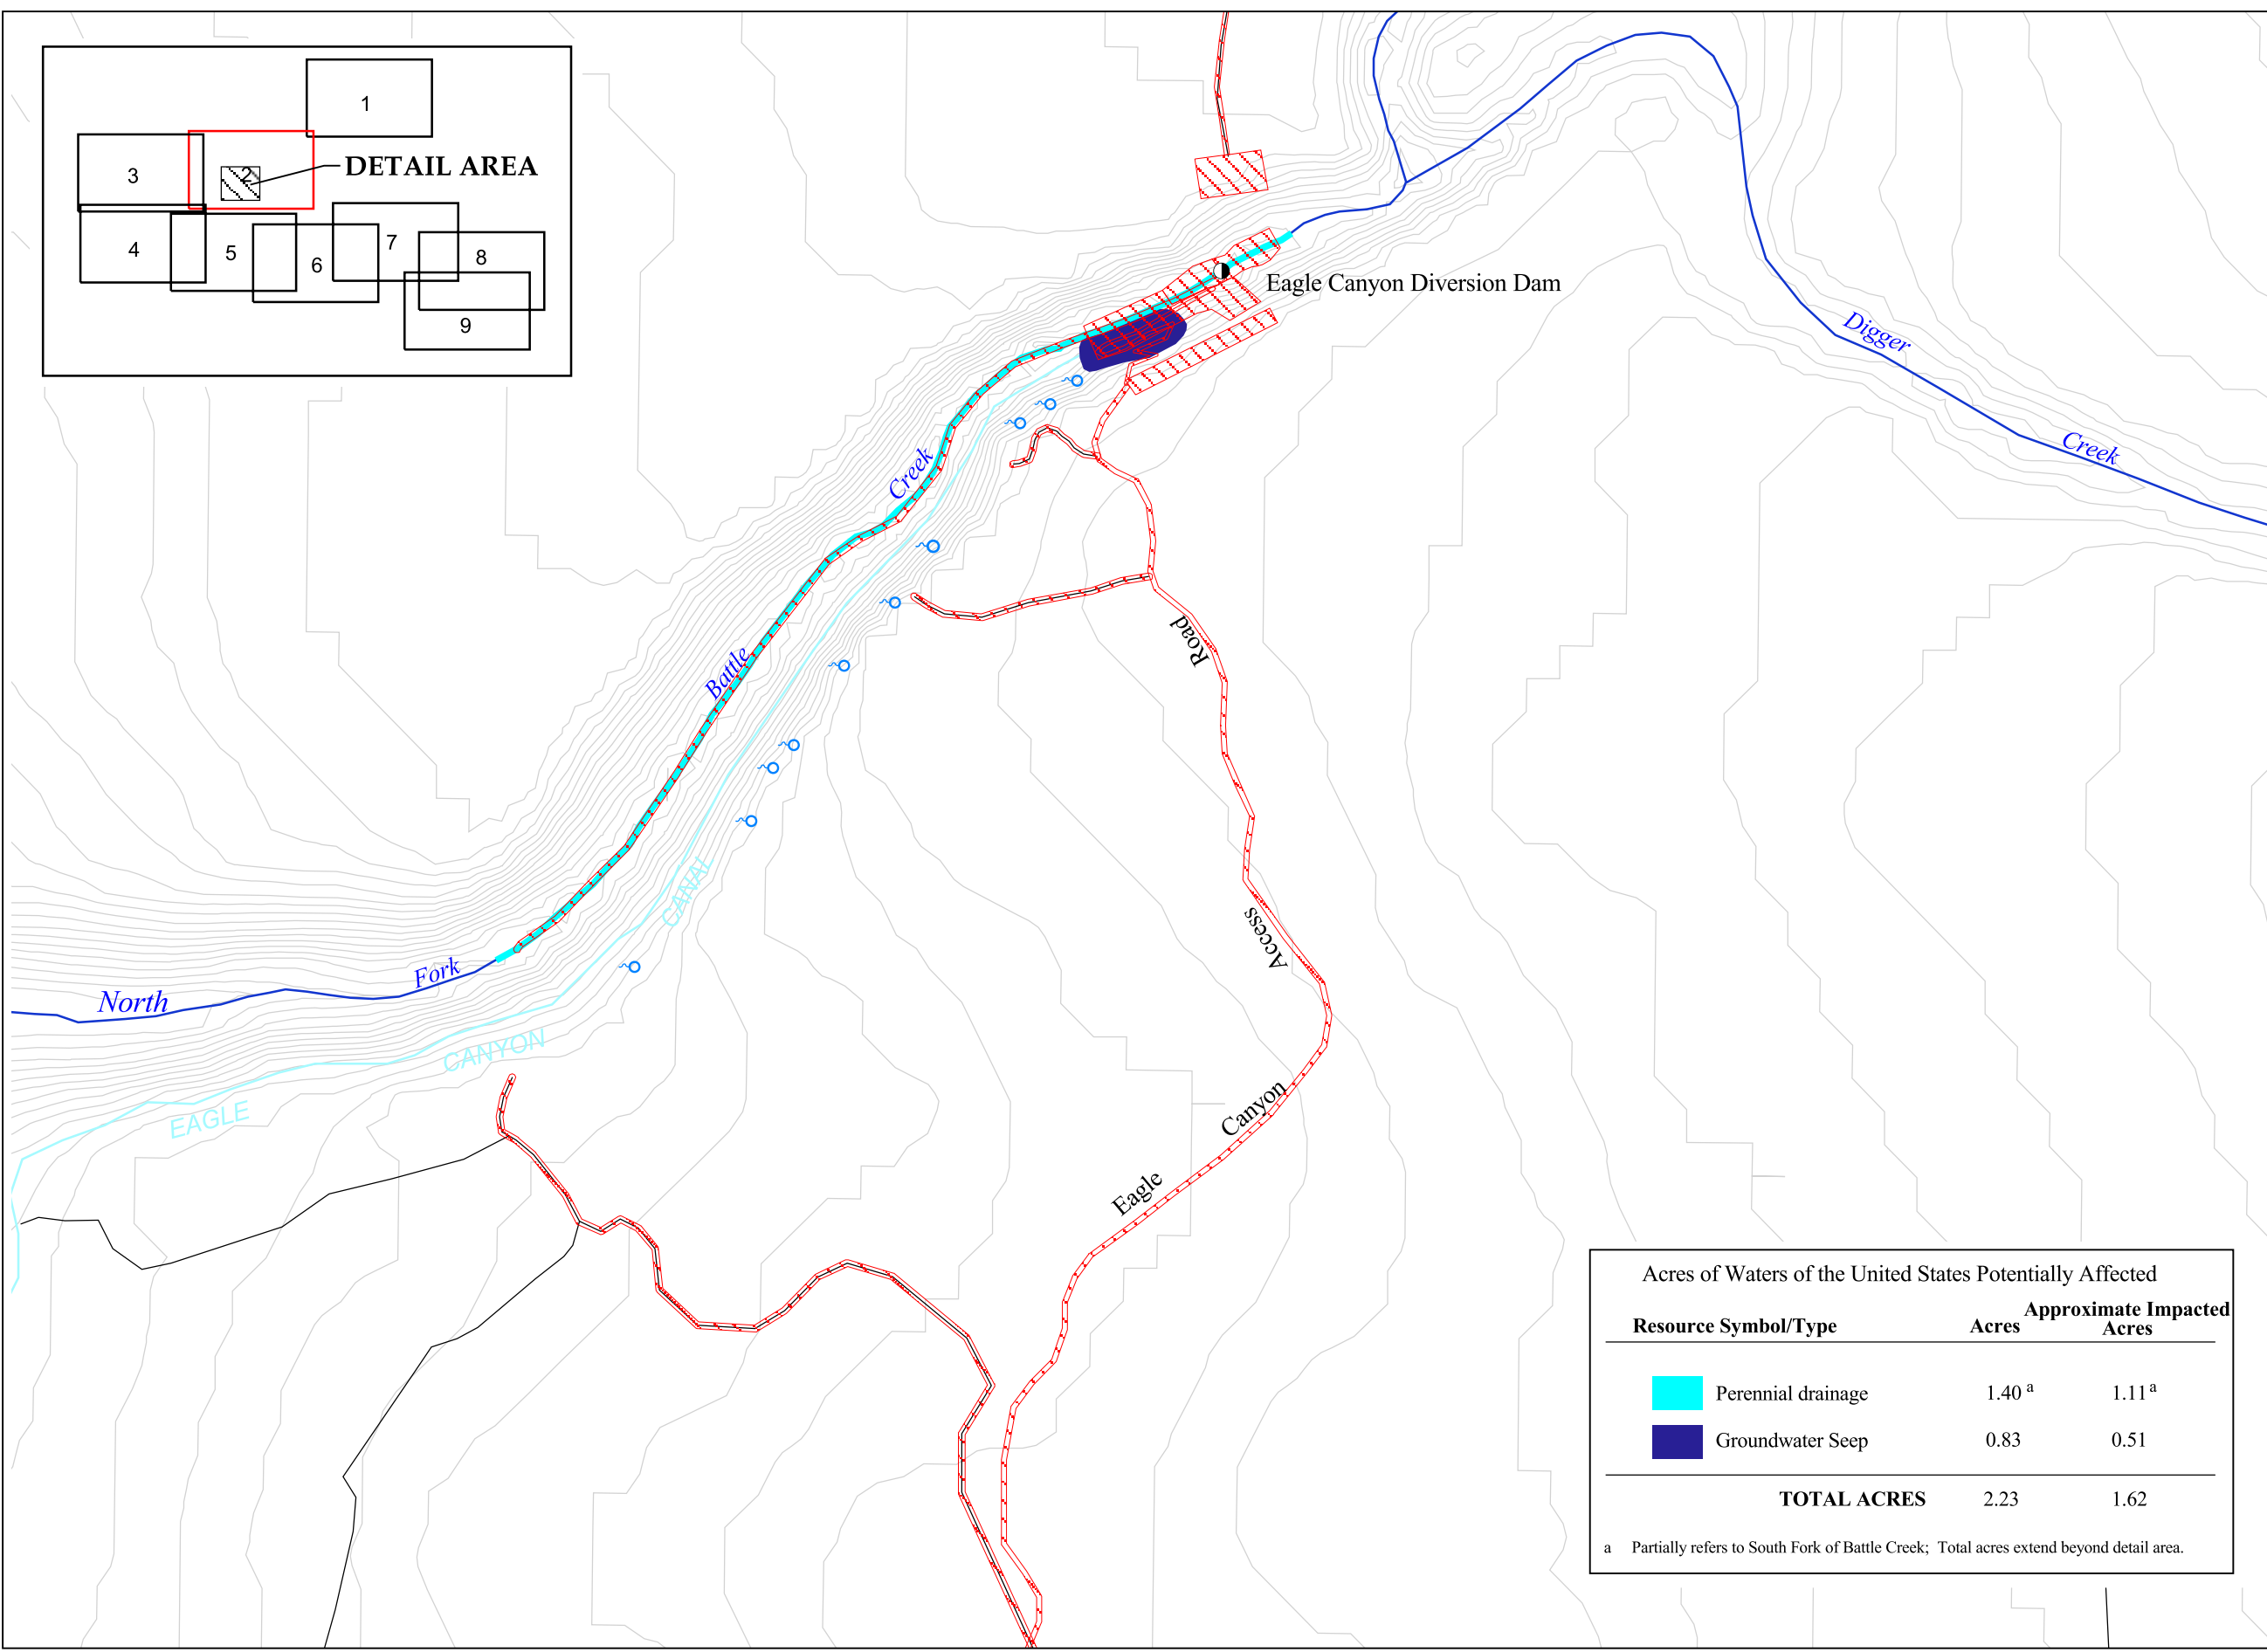 1
2
3
DETAIL AREA
4
5
6
7
8
9
Eagle Canyon Diversion Dam
Digger
Creek
Creek
Battle
Fork
North
Road
Access
Canyon
Eagle
CANAL
CANYON
EAGLE
Acres of Waters of the United States Potentially Affected
Resource Symbol/Type Acres Approximate Impacted Acres
Perennial drainage 1.40 a 1.11 a
Groundwater Seep 0.83 0.51
TOTAL ACRES 2.23 1.62
a Partially refers to South Fork of Battle Creek; Total acres extend beyond detail area.